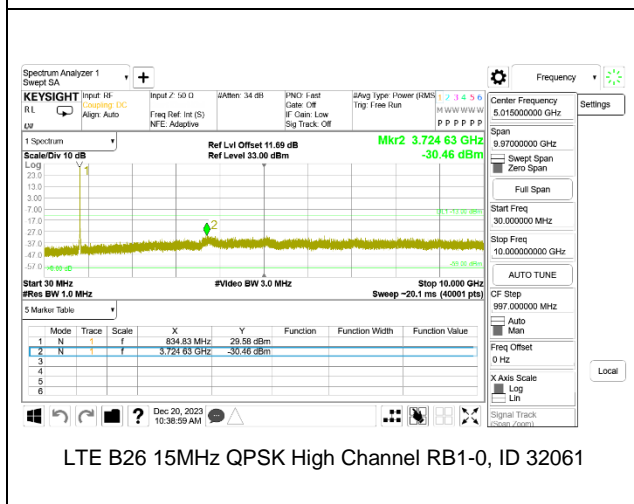 Spectrum Analyzer 1
Swept SA
+
Frequency
Settings
KEYSIGHT
RL
Input: RF
Coupling: DC
Align: Auto
Input Z: 50 Ω
Freq Ref: Int (S)
NFE: Adaptive
#Atten: 34 dB
PNO: Fast
Gate: Off
IF Gain: Low
Sig Track: Off
#Avg Type: Power (RMS
Trig: Free Run
1 2 3 4 5 6
M W W W W W
P P P P P P
1 Spectrum
Scale/Div 10 dB
Log
Ref Lvl Offset 11.69 dB
Ref Level 33.00 dBm
Mkr2 3.724 63 GHz
-30.46 dBm
23.0
13.0
3.00
-7.00
-17.0
-27.0
-37.0
-47.0
-57.0
1
2
Start 30 MHz
#Res BW 1.0 MHz
#Video BW 3.0 MHz
Stop 10.000 GHz
Sweep ~20.1 ms (40001 pts)
5 Marker Table
Mode Trace Scale X Y Function Function Width Function Value
1 N 1 f 834.83 MHz 29.58 dBm
2 N 1 f 3.724 63 GHz -30.46 dBm
3
4
5
6
Center Frequency
5.015000000 GHz
Span
9.97000000 GHz
Swept Span
Zero Span
Full Span
Start Freq
30.000000 MHz
Stop Freq
10.000000000 GHz
AUTO TUNE
CF Step
997.000000 MHz
Auto
Man
Freq Offset
0 Hz
X Axis Scale
Log
Lin
Signal Track
(Span Zoom)
Local
?
Dec 20, 2023
10:38:59 AM
LTE B26 15MHz QPSK High Channel RB1-0, ID 32061